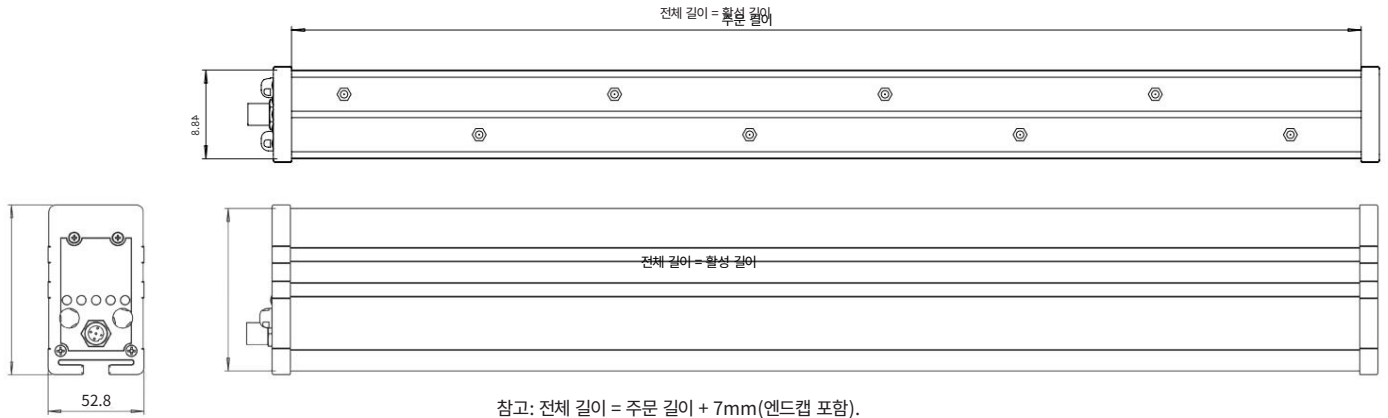 전체 길이 = 활성 길이
주문 길이
48.8
전체 길이 = 활성 길이
52.8
참고: 전체 길이 = 주문 길이 + 7mm(엔드캡 포함).